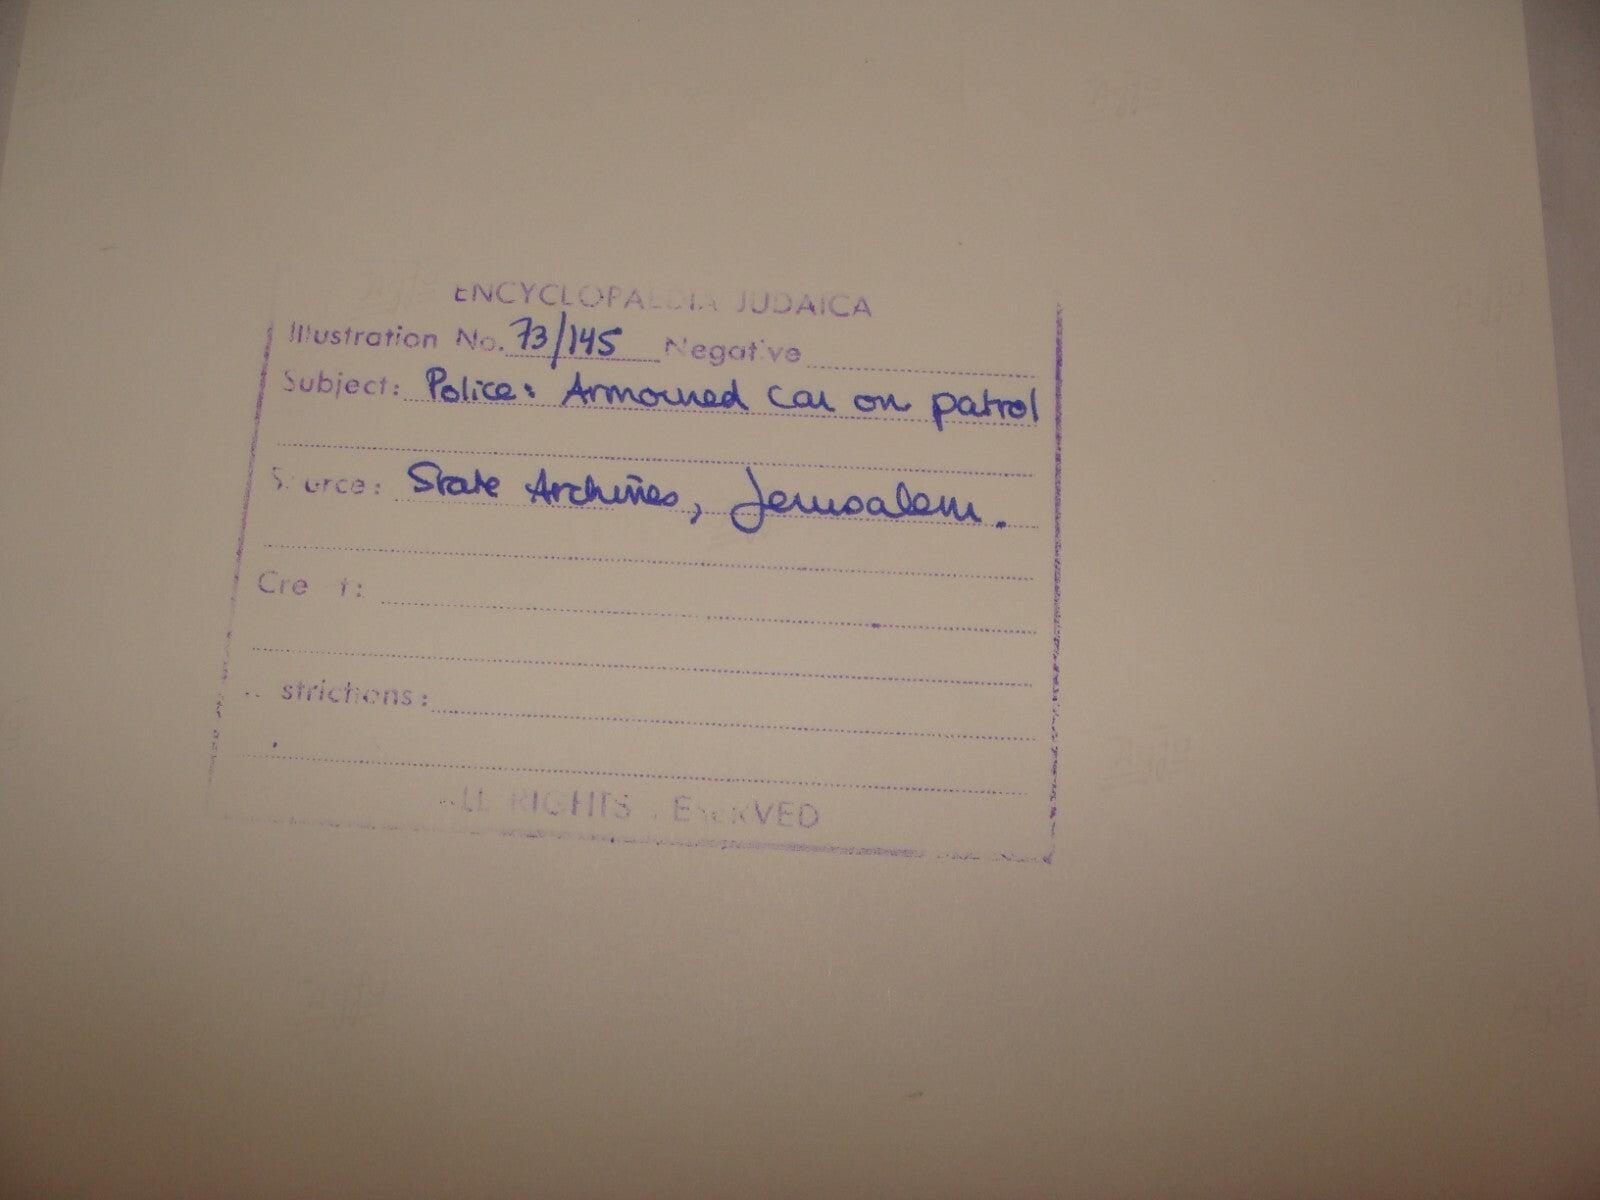 ENCYCLOPAEDIA JUDAICA
Illustration No. 73/145 Negative
Subject: Police: Armoured car on patrol
Source: State Archives, Jerusalem.
Credit:
strichons:
ALL RIGHTS RESERVED